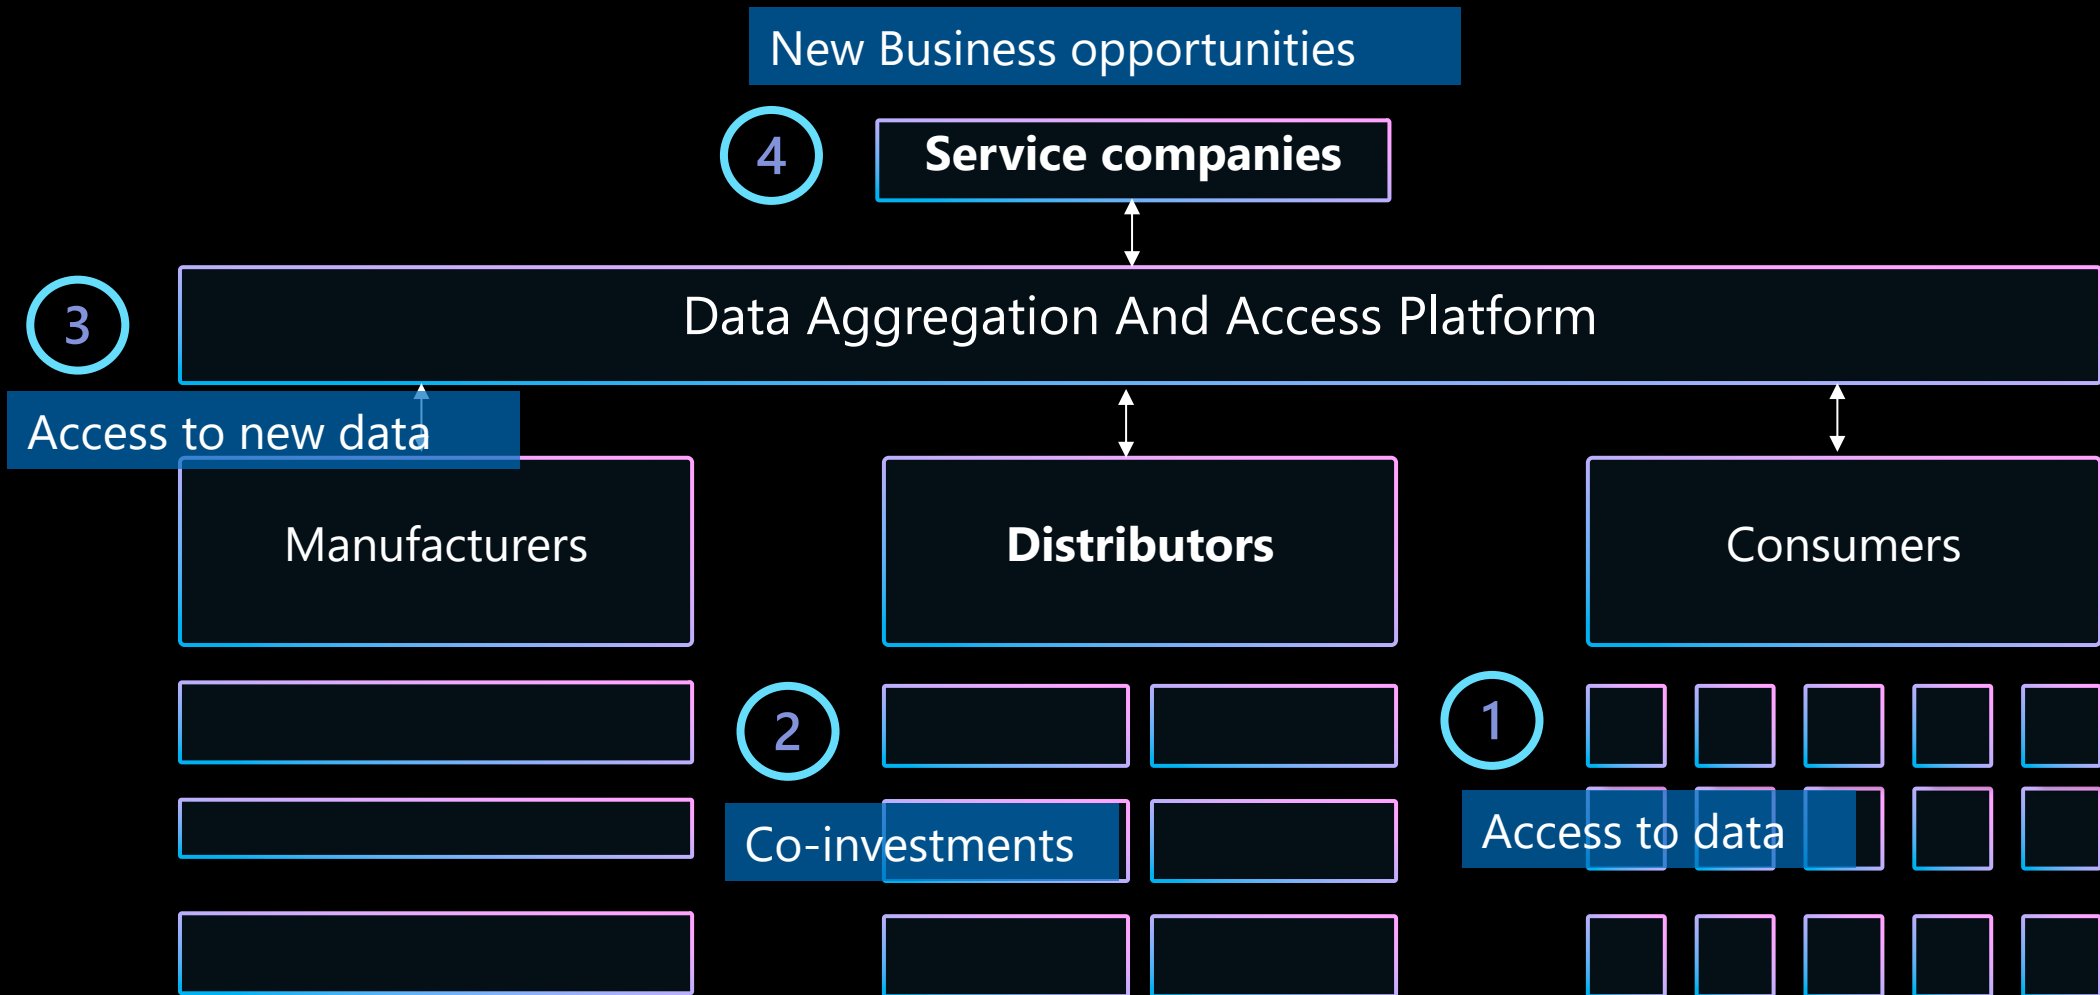 New Business opportunities
4
Service companies
3
Data Aggregation And Access Platform
Access to new data
Manufacturers
Distributors
Consumers
2
1
Co-investments
Access to data